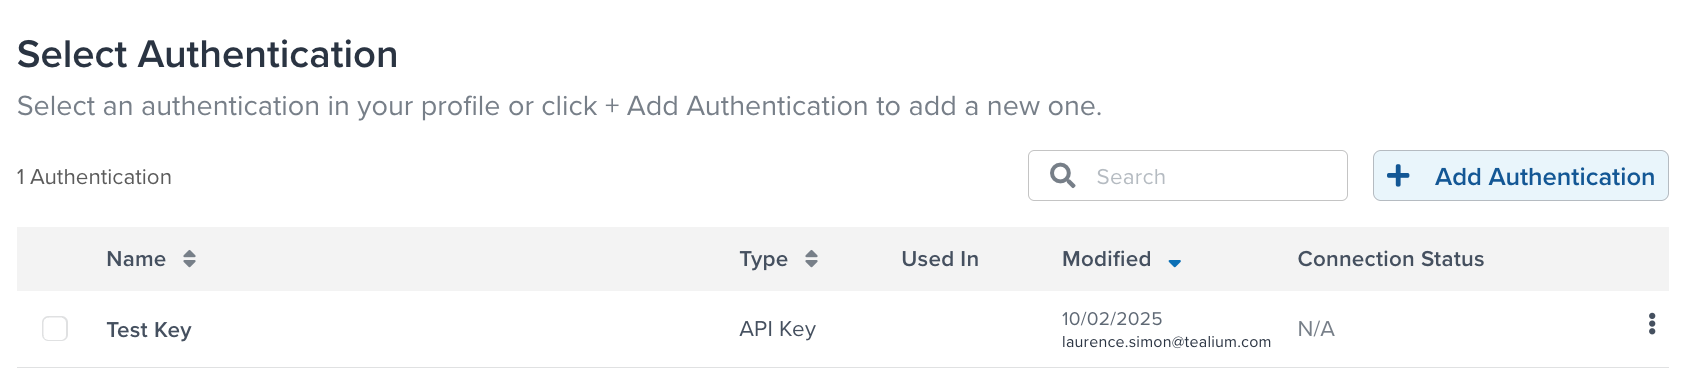 Select Authentication
Select an authentication in your profile or click + Add Authentication to add a new one.
1 Authentication
Search
+ Add Authentication
Name Type Used In Modified Connection Status
Test Key API Key 10/02/2025 N/A
laurence.simon@tealium.com